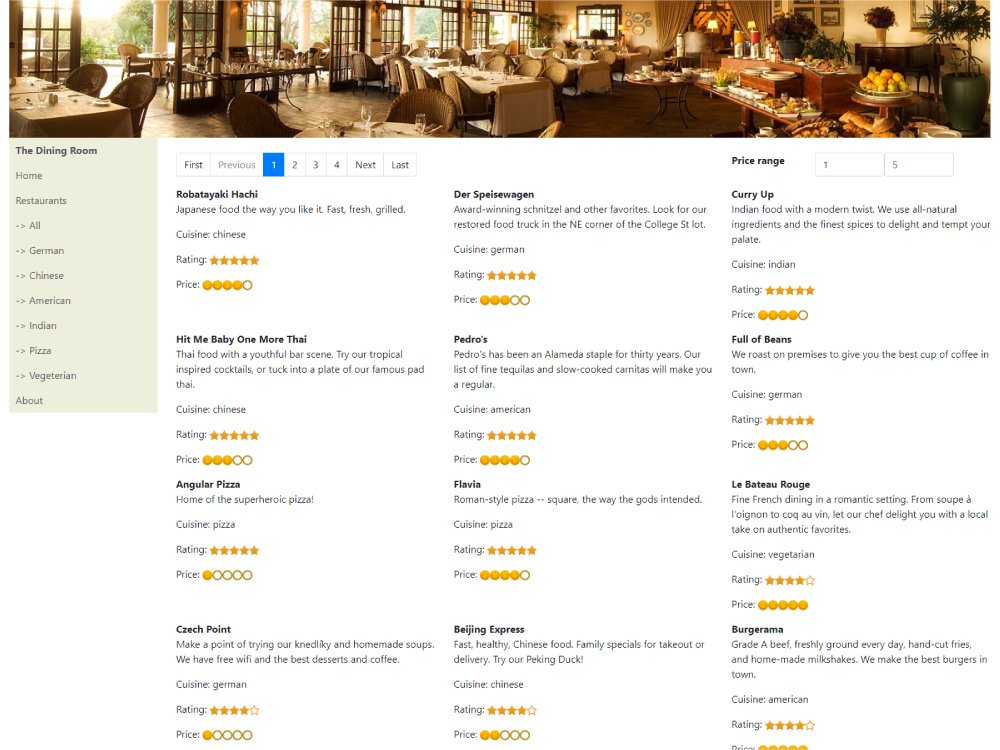 The Dining Room
Home
Restaurants
-> All
-> German
-> Chinese
-> American
-> Indian
-> Pizza
-> Vegeterian
About
First Previous 1 2 3 4 Next Last
Price range 1 5
Robatayaki Hachi
Japanese food the way you like it. Fast, fresh, grilled.
Cuisine: chinese
Rating:
Price:
Der Speisewagen
Award-winning schnitzel and other favorites. Look for our
restored food truck in the NE corner of the College St lot.
Cuisine: german
Rating:
Price:
Curry Up
Indian food with a modern twist. We use all-natural
ingredients and the finest spices to delight and tempt your
palate.
Cuisine: indian
Rating:
Price:
Hit Me Baby One More Thai
Thai food with a youthful bar scene. Try our tropical
inspired cocktails, or tuck into a plate of our famous pad
thai.
Cuisine: chinese
Rating:
Price:
Pedro's
Pedro's has been an Alameda staple for thirty years. Our
list of fine tequilas and slow-cooked carnitas will make you
a regular.
Cuisine: american
Rating:
Price:
Full of Beans
We roast on premises to give you the best cup of coffee in
town.
Cuisine: german
Rating:
Price:
Angular Pizza
Home of the superheroic pizza!
Cuisine: pizza
Rating:
Price:
Flavia
Roman-style pizza -- square, the way the gods intended.
Cuisine: pizza
Rating:
Price:
Le Bateau Rouge
Fine French dining in a romantic setting. From soupe à
l'oignon to coq au vin, let our chef delight you with a local
take on authentic favorites.
Cuisine: vegetarian
Rating:
Price:
Czech Point
Make a point of trying our knedlíky and homemade soups.
We have free wifi and the best desserts and coffee.
Cuisine: german
Rating:
Price:
Beijing Express
Fast, healthy, Chinese food. Family specials for takeout or
delivery. Try our Peking Duck!
Cuisine: chinese
Rating:
Price:
Burgerama
Grade A beef, freshly ground every day, hand-cut fries,
and home-made milkshakes. We make the best burgers in
town.
Cuisine: american
Rating:
Price: